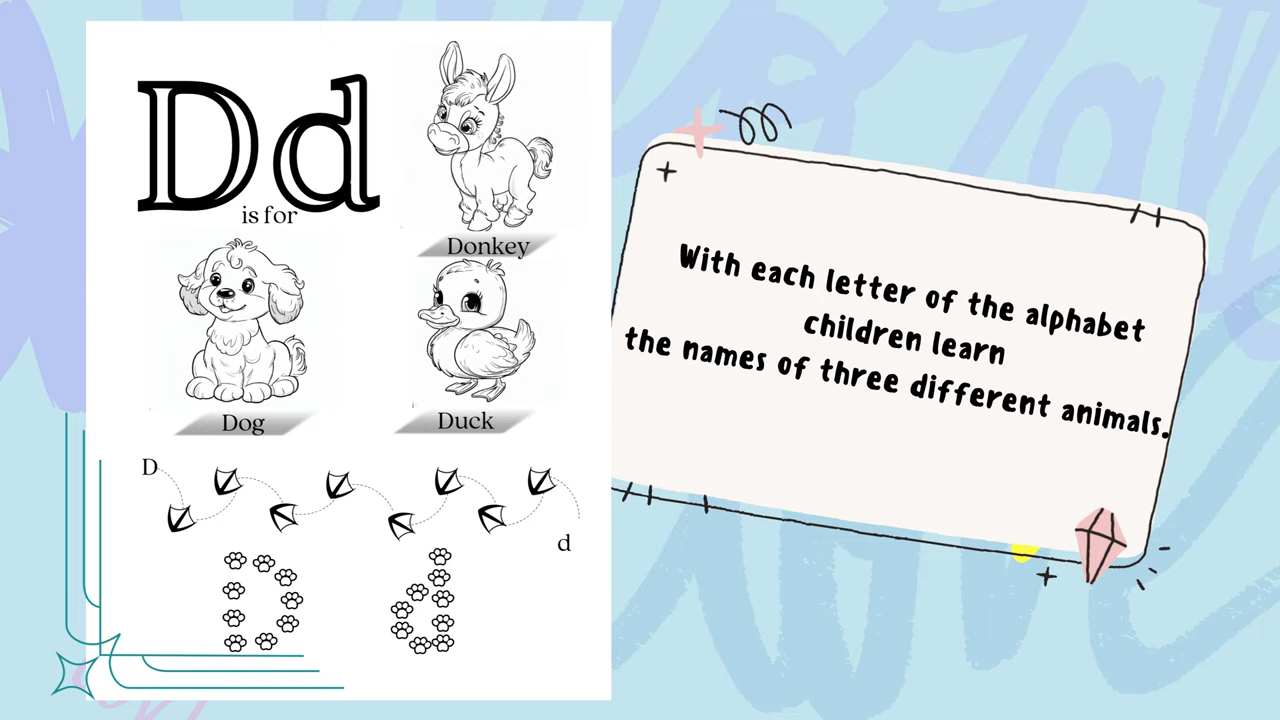 Dd
is for
Donkey
Dog
Duck
D
d
D d
With each letter of the alphabet
children learn
the names of three different animals.